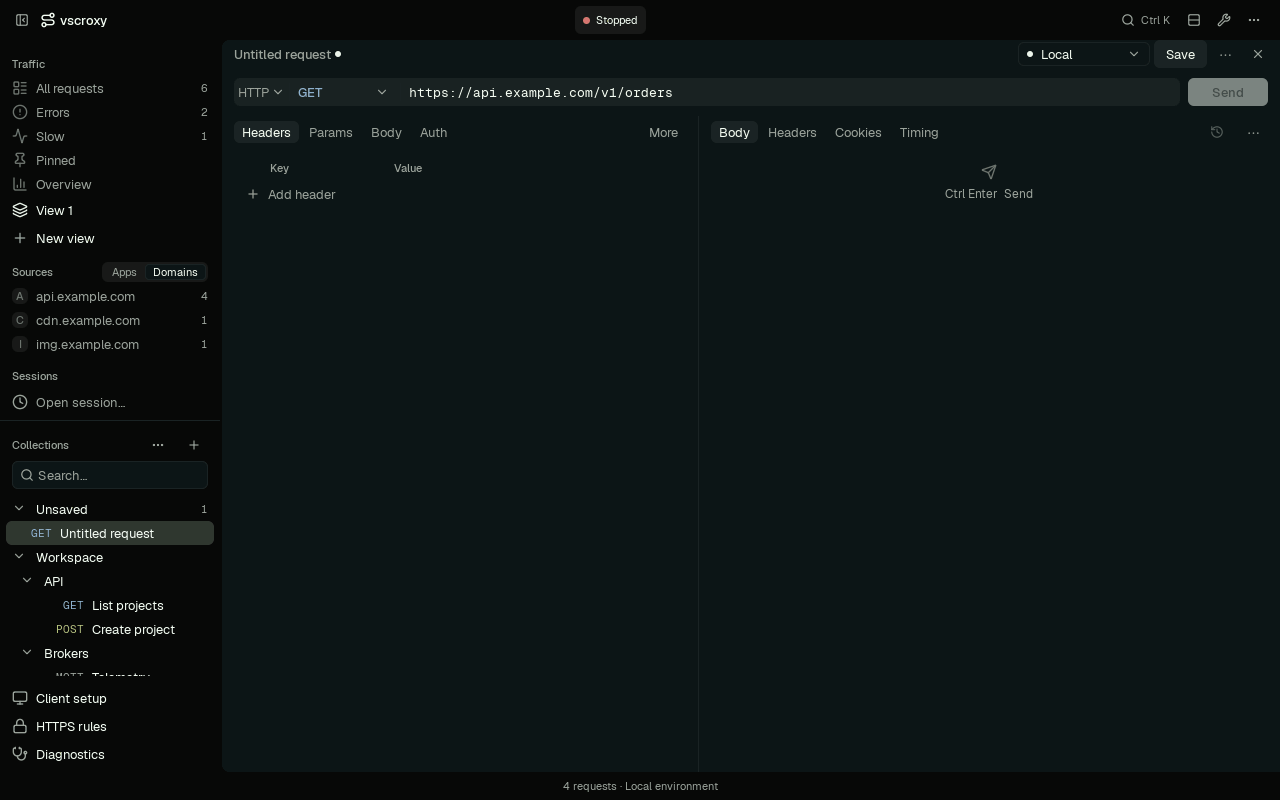 vscroxy
Stopped
Ctrl K
Traffic
All requests 6
Errors 2
Slow 1
Pinned
Overview
View 1
New view
Sources Apps Domains
A api.example.com 4
C cdn.example.com 1
I img.example.com 1
Sessions
Open session…
Collections
Search…
Unsaved 1
GET Untitled request
Workspace
API
GET List projects
POST Create project
Brokers
MQTT Telemetry
Client setup
HTTPS rules
Diagnostics
Untitled request
Local
Save
HTTP GET https://api.example.com/v1/orders Send
Headers Params Body Auth More
Key Value
Add header
Body Headers Cookies Timing
Ctrl Enter Send
4 requests · Local environment